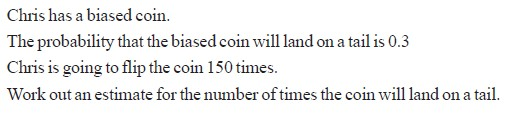 Chris has a biased coin.
The probability that the biased coin will land on a tail is 0.3
Chris is going to flip the coin 150 times.
Work out an estimate for the number of times the coin will land on a tail.